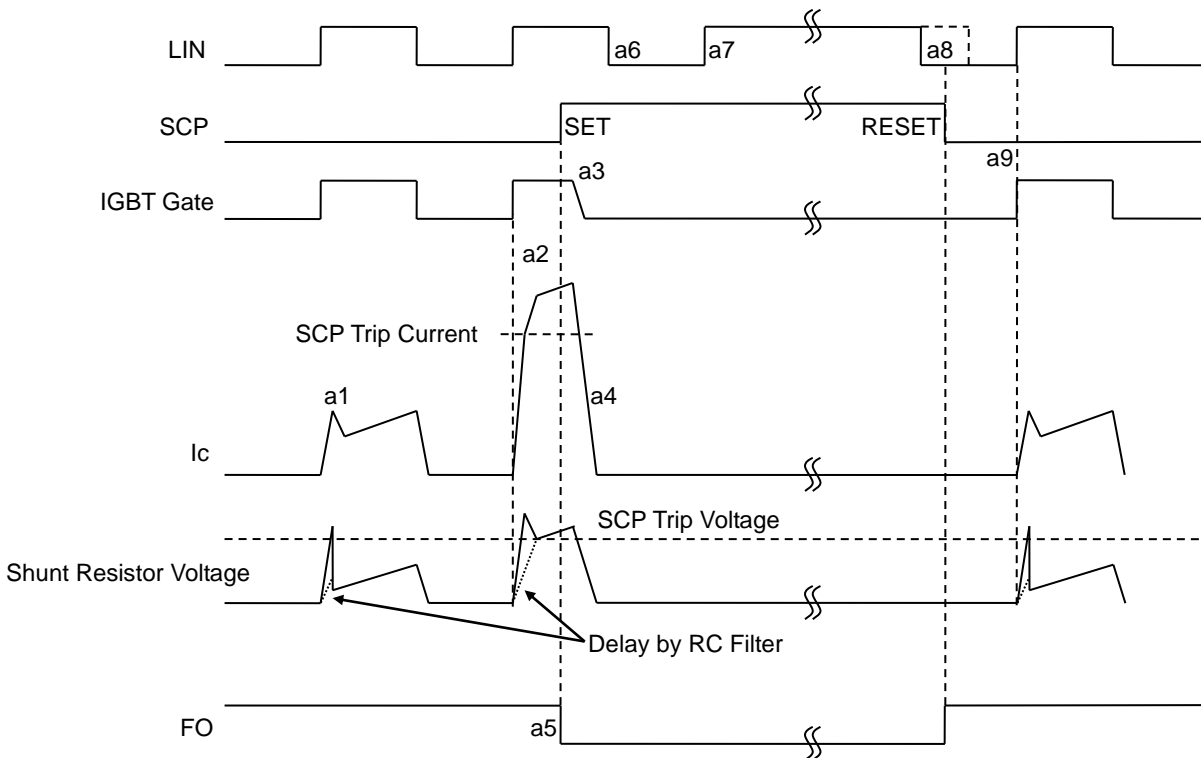 LIN
a6
a7
a8
SCP
SET
RESET
a9
a3
IGBT Gate
a2
SCP Trip Current
a1
a4
Ic
SCP Trip Voltage
Shunt Resistor Voltage
Delay by RC Filter
FO
a5